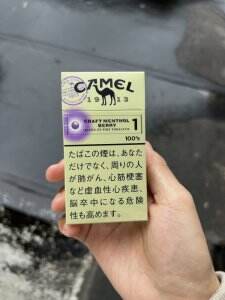 CAMEL
1913
CRAFT MENTHOL
BERRY
1
100's
たばこの煙は、あなた
だけでなく、周りの人
が肺がん、心筋梗塞
など虚血性心疾患、
脳卒中になる危険
性も高めます。